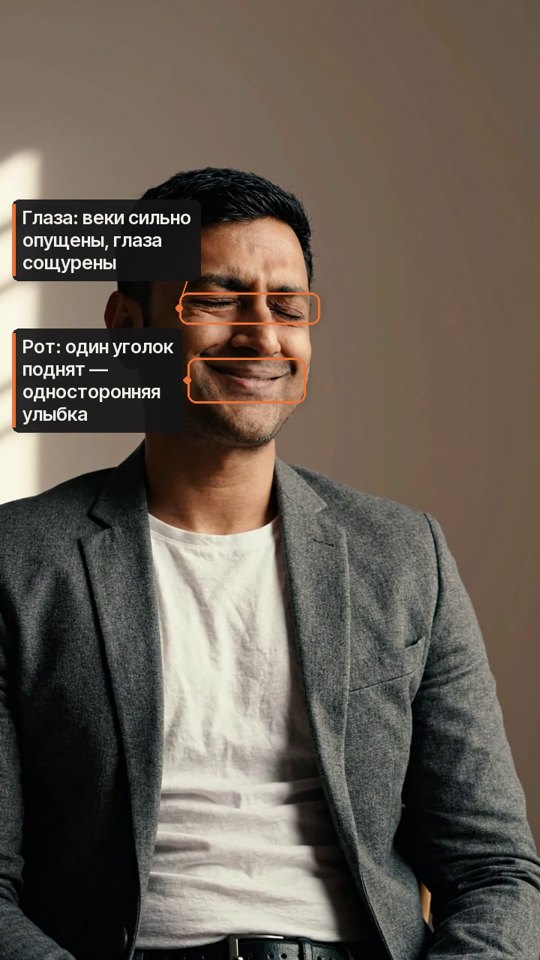 Глаза: веки сильно
опущены, глаза
сощурены
Рот: один уголок
поднят —
односторонняя
улыбка